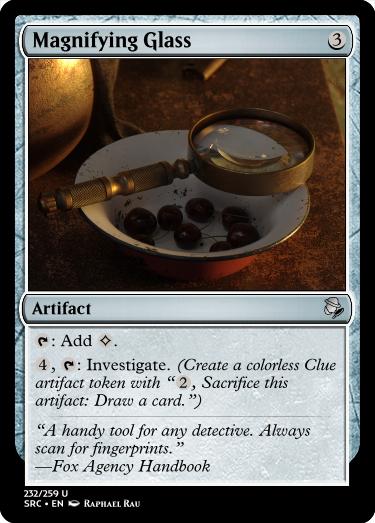 Magnifying Glass 3
Artifact
: Add .
4, : Investigate. (Create a colorless Clue
artifact token with “2, Sacrifice this
artifact: Draw a card.”)
“A handy tool for any detective. Always
scan for fingerprints.”
—Fox Agency Handbook
232/259 U
SRC • EN Raphael Rau